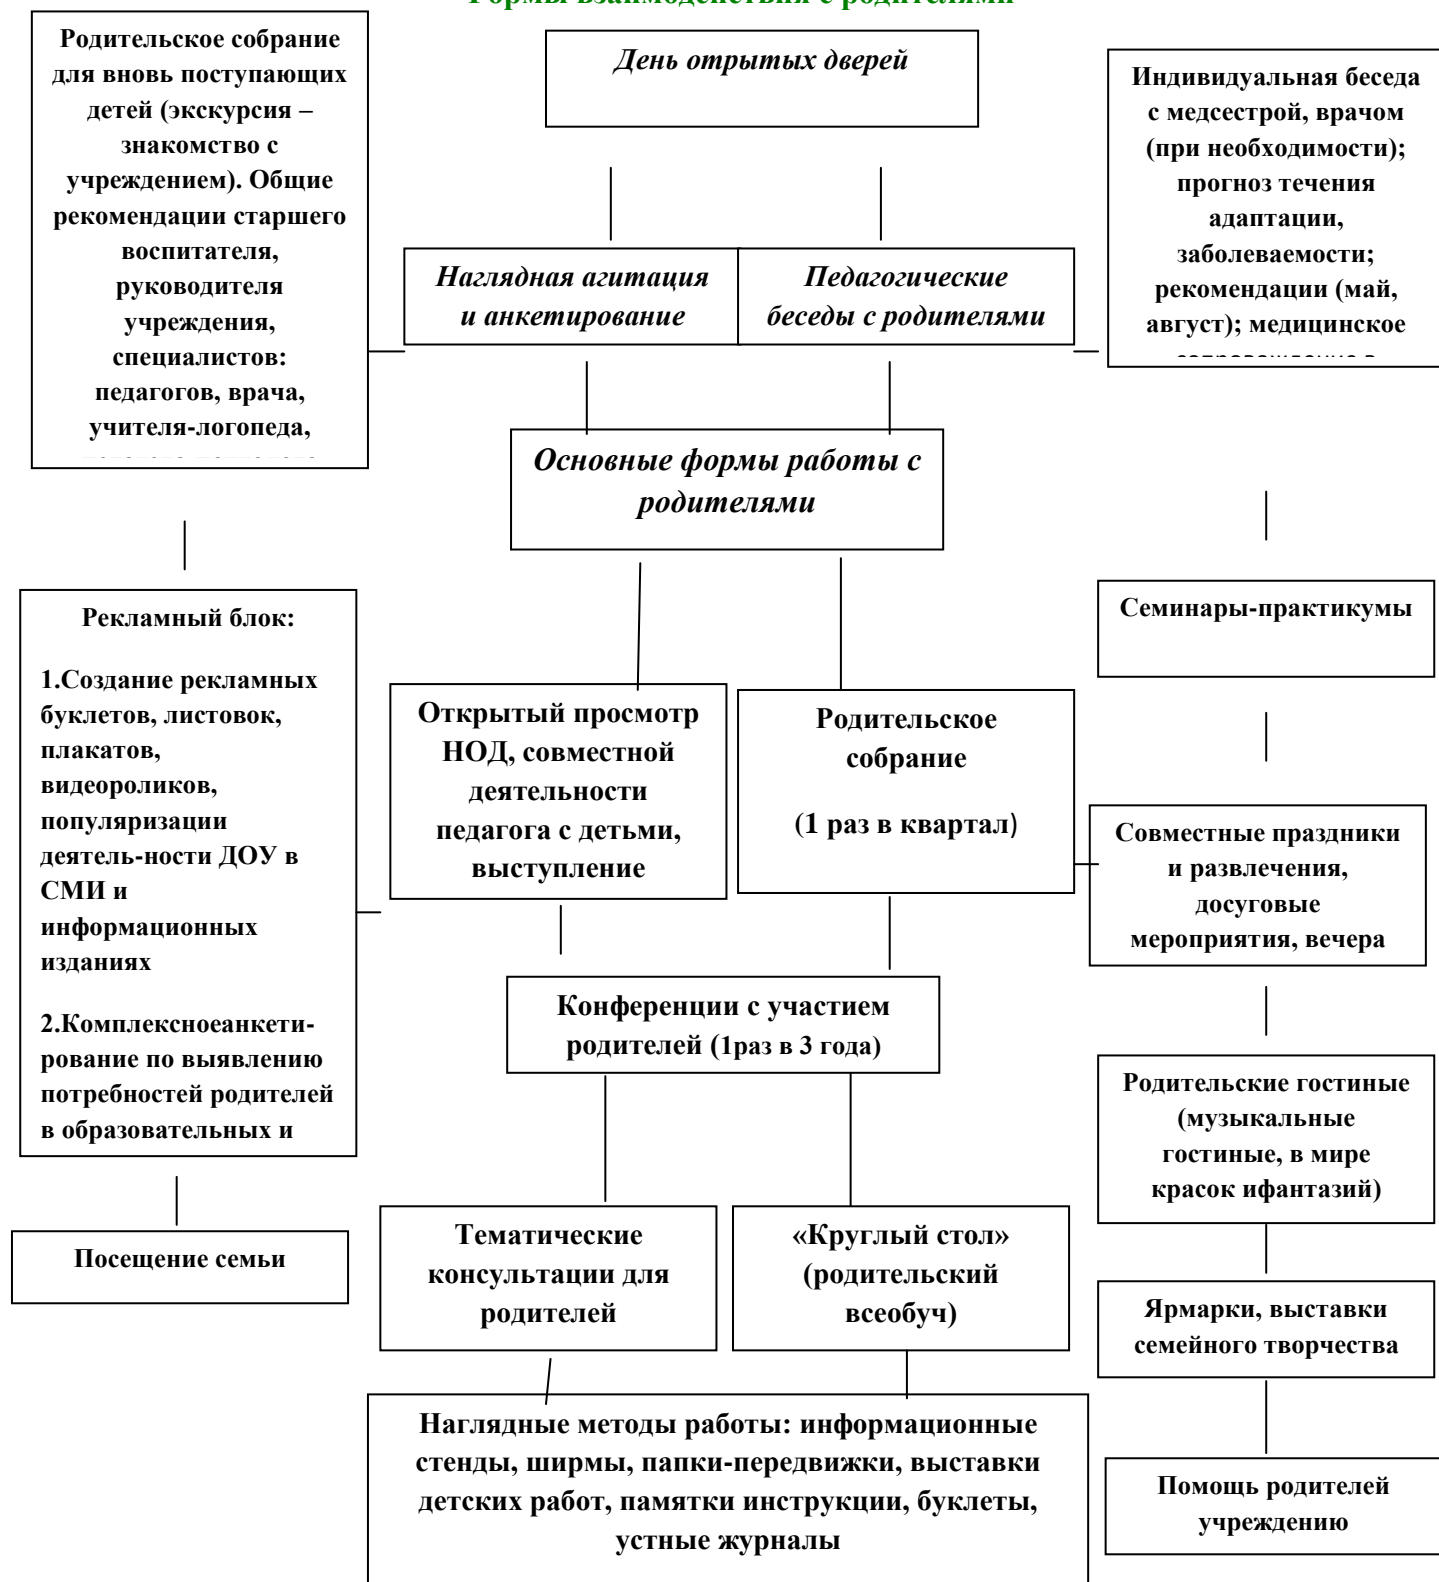 Формы взаимодействия с родителями
Родительское собрание
для вновь поступающих
детей (экскурсия –
знакомство с
учреждением). Общие
рекомендации старшего
воспитателя,
руководителя
учреждения,
специалистов:
педагогов, врача,
учителя-логопеда,
День отрытых дверей
Индивидуальная беседа
с медсестрой, врачом
(при необходимости);
прогноз течения
адаптации,
заболеваемости;
рекомендации (май,
август); медицинское
Наглядная агитация
и анкетирование
Педагогические
беседы с родителями
Основные формы работы с
родителями
Рекламный блок:
1.Создание рекламных
буклетов, листовок,
плакатов,
видеороликов,
популяризации
деятель-ности ДОУ в
СМИ и
информационных
изданиях
2.Комплексноеанкети-
рование по выявлению
потребностей родителей
в образовательных и
Открытый просмотр
НОД, совместной
деятельности
педагога с детьми,
выступление
Родительское
собрание
(1 раз в квартал)
Семинары-практикумы
Совместные праздники
и развлечения,
досуговые
мероприятия, вечера
Конференции с участием
родителей (1раз в 3 года)
Родительские гостиные
(музыкальные
гостиные, в мире
красок ифантазий)
Посещение семьи
Тематические
консультации для
родителей
«Круглый стол»
(родительский
всеобуч)
Ярмарки, выставки
семейного творчества
Наглядные методы работы: информационные
стенды, ширмы, папки-передвижки, выставки
детских работ, памятки инструкции, буклеты,
устные журналы
Помощь родителей
учреждению